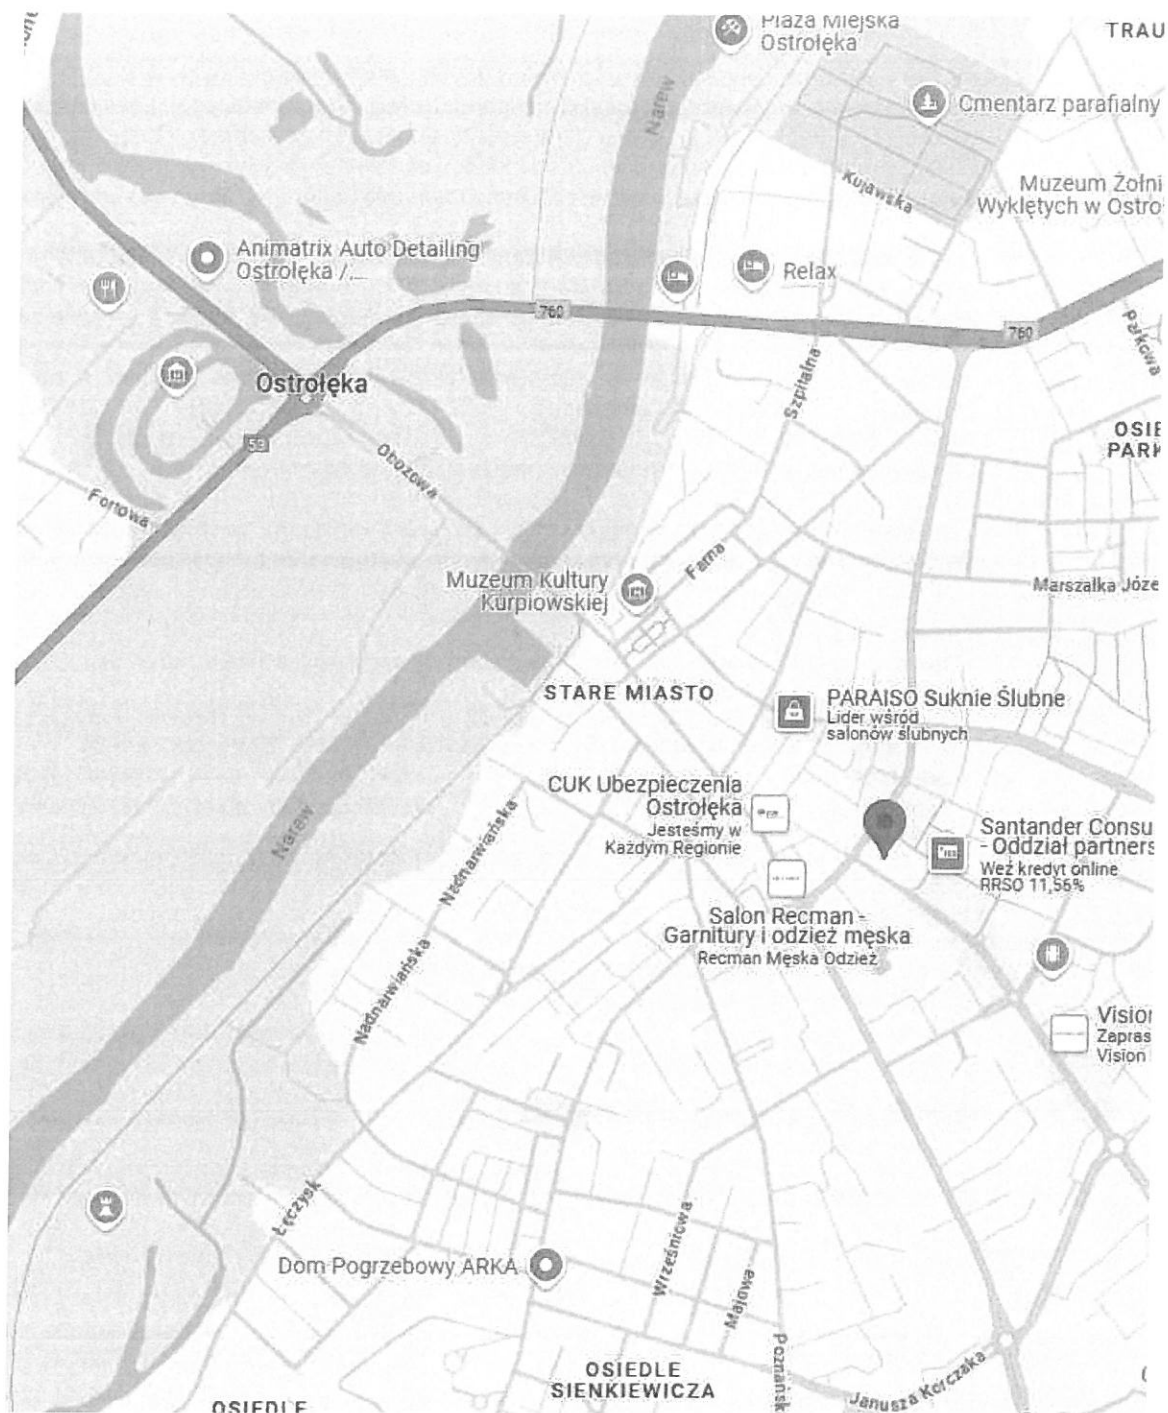 Plaża Miejska
Ostrołęka
TRAU
Narew
Cmentarz parafialny
Kujawska
Muzeum Żołni
Wyklętych w Ostro
Animatrix Auto Detailing
Ostrołęka /...
Relax
760
760
Parkowa
Szpitalna
Ostrołęka
53
OSIE
PARK
Obozowa
Fortowa
Farna
Muzeum Kultury
Kurpiowskiej
Marszałka Józe
STARE MIASTO
PARAISO Suknie Ślubne
Lider wśród
salonów ślubnych
CUK Ubezpieczenia
Ostrołęka
Jesteśmy w
Każdym Regionie
Narew
Nadnarwiańska
Santander Consu
- Oddział partners
Weź kredyt online
RRSO 11,56%
Salon Recman -
Garnitury i odzież męska
Recman Męska Odzież
Nadnarwiańska
Vision
Zapras
Vision
Łęczysk
Dom Pogrzebowy ARKA
Wrześniowa
Majowa
Poznańsk
OSIEDLE
SIENKIEWICZA
Janusza Korczaka
OSIEDLE